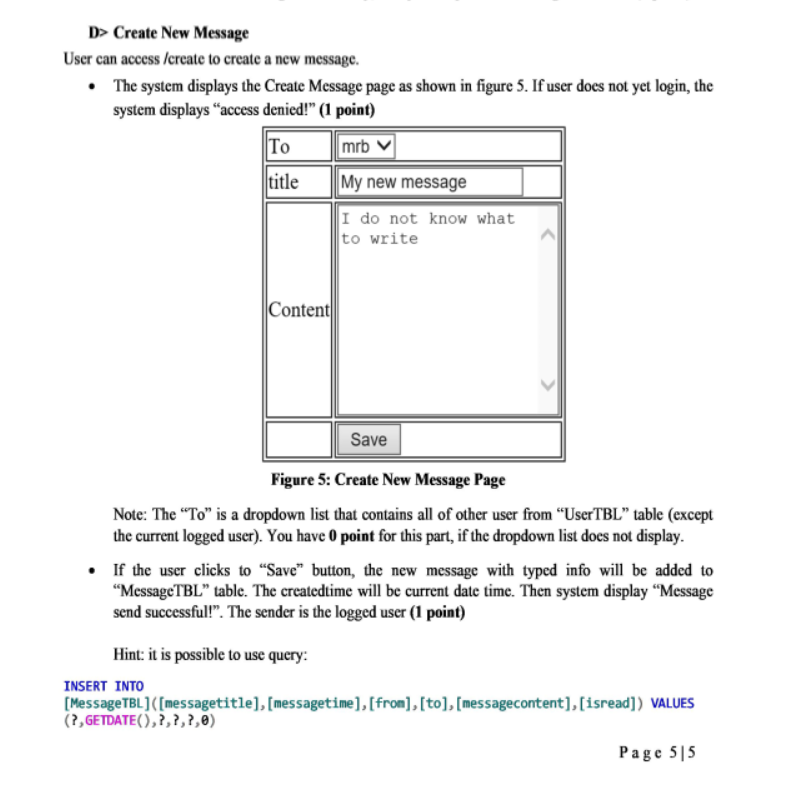 D> Create New Message
User can access /create to create a new message.
• The system displays the Create Message page as shown in figure 5. If user does not yet login, the
system displays “access denied!” (1 point)
To mrb
title My new message
I do not know what
to write
Content
Save
Figure 5: Create New Message Page
Note: The “To” is a dropdown list that contains all of other user from “UserTBL” table (except
the current logged user). You have 0 point for this part, if the dropdown list does not display.
• If the user clicks to “Save” button, the new message with typed info will be added to
“MessageTBL” table. The createdtime will be current date time. Then system display “Message
send successful!”. The sender is the logged user (1 point)
Hint: it is possible to use query:
INSERT INTO
[MessageTBL]([messagetitle],[messagetime],[from],[to],[messagecontent],[isread]) VALUES
(?,GETDATE(),?,?,?,0)
Page 5|5